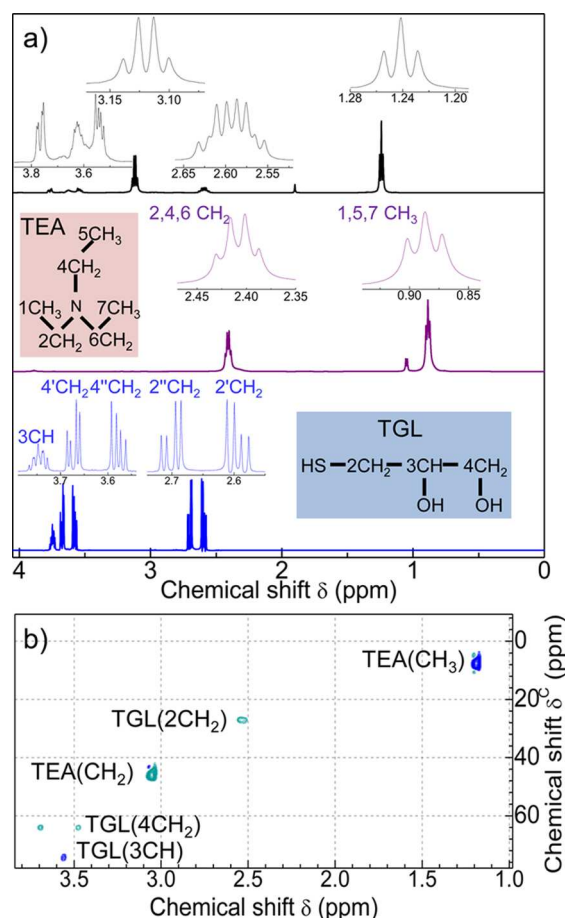 a)
3.15 3.10
1.28 1.24 1.20
3.8 3.6
2.65 2.60 2.55
TEA
5CH₃
4CH₂
1CH₃ N 7CH₃
2CH₂ 6CH₂
2,4,6 CH₂ 1,5,7 CH₃
2.45 2.40 2.35
0.90 0.85
4'CH₂ 4''CH₂ 2''CH₂ 2'CH₂
3CH
3.7 3.6
2.7 2.6
TGL
HS 2CH₂ 3CH 4CH₂
OH OH
4 3 2 1 0
Chemical shift δ (ppm)
b)
TEA(CH₃)
TGL(2CH₂)
TEA(CH₂)
TGL(4CH₂)
TGL(3CH)
0
20
40
60
Chemical shift δᶜ (ppm)
3.5 3.0 2.5 2.0 1.5 1.0
Chemical shift δ (ppm)